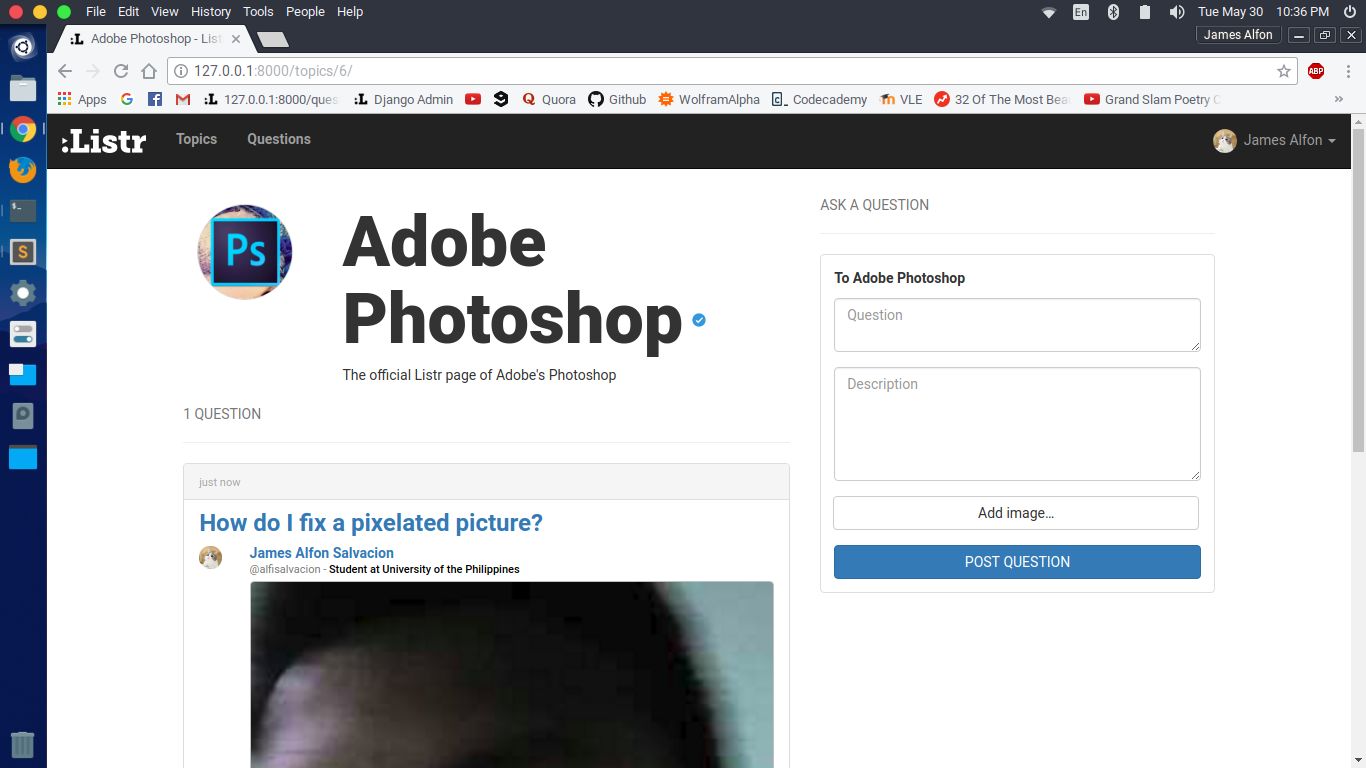 File Edit View History Tools People Help
En
Tue May 30 10:36 PM
:L Adobe Photoshop - List
James Alfon
127.0.0.1:8000/topics/6/
ABP
Apps
:L 127.0.0.1:8000/ques
:L Django Admin
Quora
Github
WolframAlpha
Codecademy
VLE
32 Of The Most Bea
Grand Slam Poetry C
»
:Listr
Topics
Questions
James Alfon
Ps
Adobe
Photoshop
The official Listr page of Adobe's Photoshop
1 QUESTION
just now
How do I fix a pixelated picture?
James Alfon Salvacion
@alfisalvacion - Student at University of the Philippines
ASK A QUESTION
To Adobe Photoshop
Question
Description
Add image…
POST QUESTION